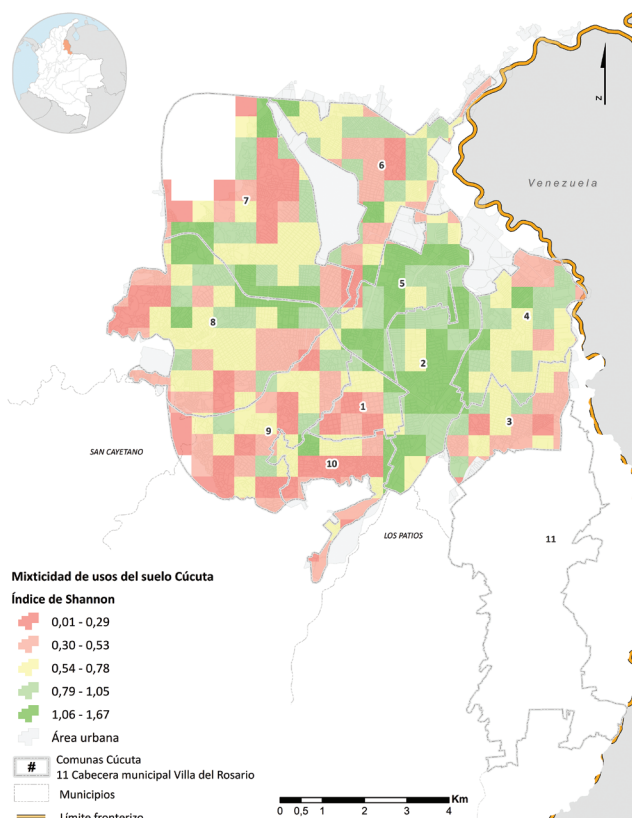 N
Venezuela
6
7
5
4
8
2
1
3
9
10
SAN CAYETANO
LOS PATIOS
11
Mixticidad de usos del suelo Cúcuta
Índice de Shannon
0,01 - 0,29
0,30 - 0,53
0,54 - 0,78
0,79 - 1,05
1,06 - 1,67
Área urbana
# Comunas Cúcuta
11 Cabecera municipal Villa del Rosario
Municipios
Límite fronterizo
Km
0 0,5 1 2 3 4